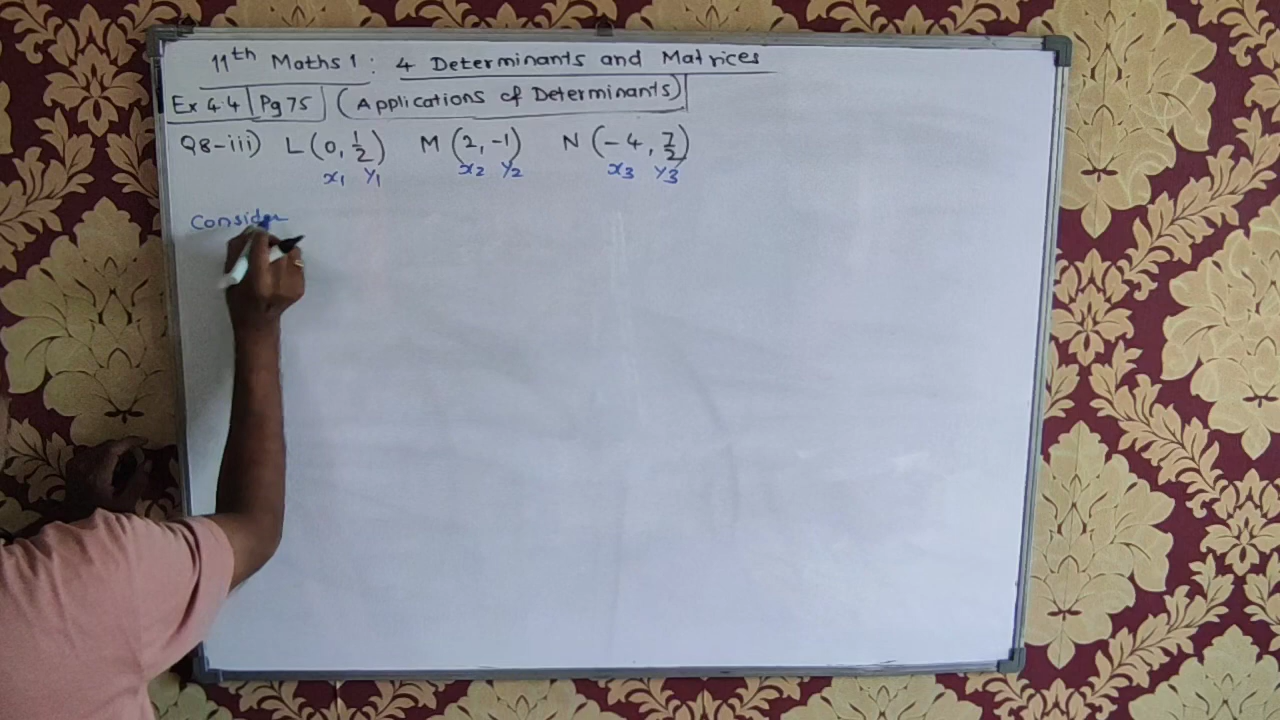 11th Maths 1 : 4 Determinants and Matrices
Ex 4.4 | Pg 75 (Applications of Determinants)
Q8-iii) L (0, 1/2) M (2, -1) N (-4, 7/2)
x1 y1 x2 y2 x3 y3
Consider